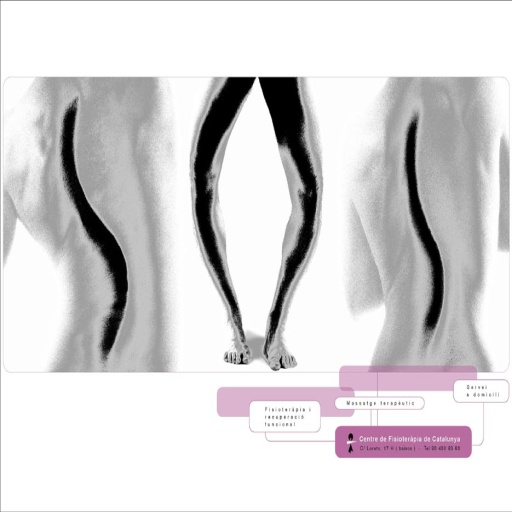 Servei
a domicili
Massatge terapèutic
Fisioteràpia i
recuperació
funcional
Centre de Fisioteràpia de Catalunya